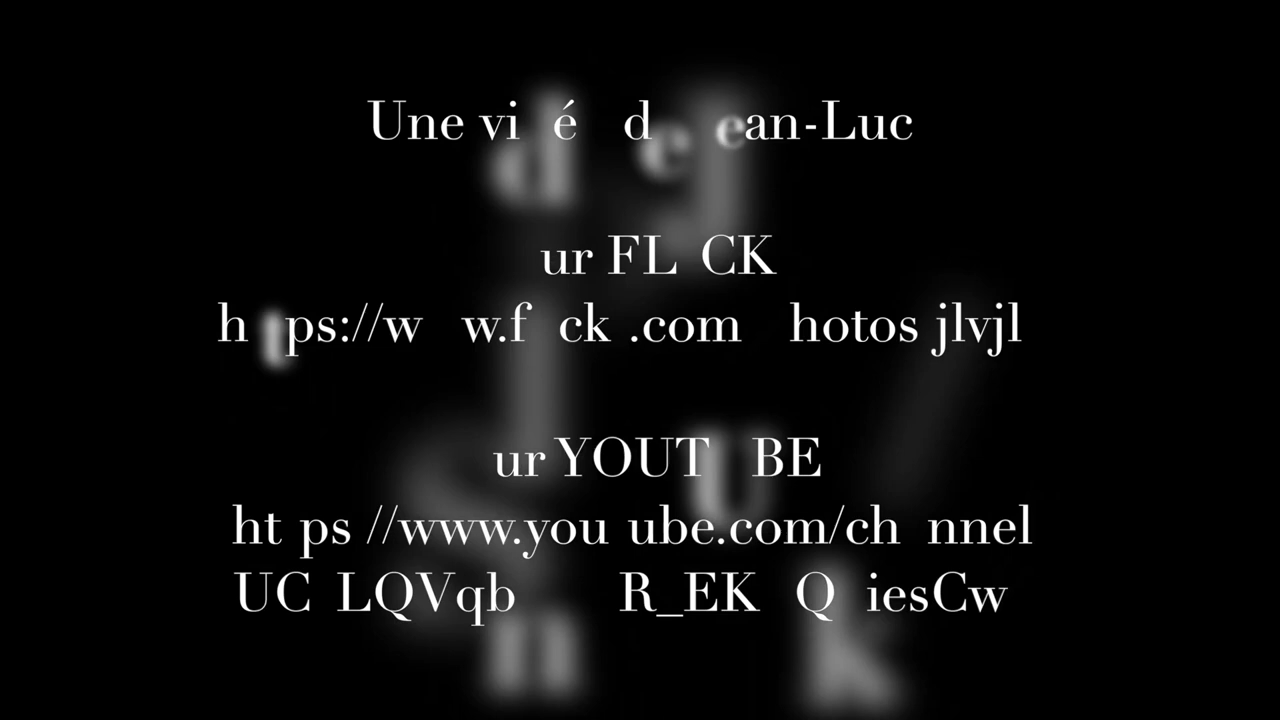 Une vi é d e ean-Luc
ur FL CK
h tps://w w.f ck .com hotos jlvjl
ur YOUT U BE
ht ps //www.you ube.com/ch nnel
UC LQVqb R_EK Q iesCw